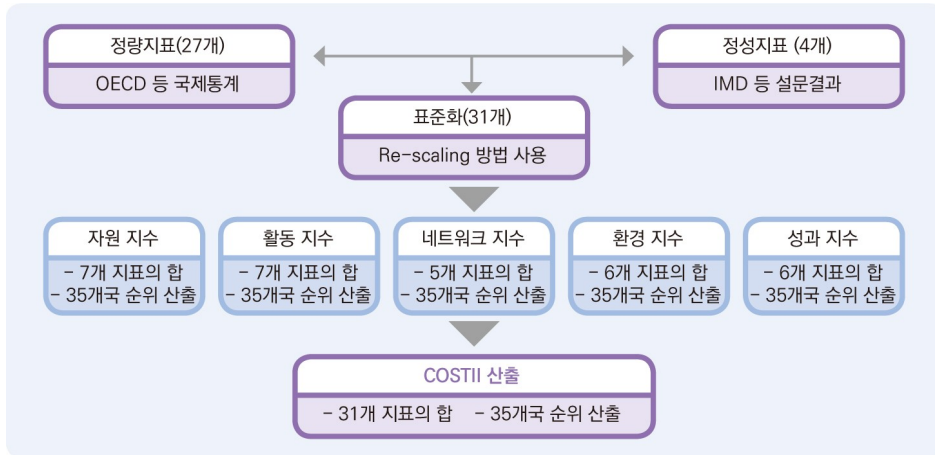 정량지표(27개)
OECD 등 국제통계
정성지표 (4개)
IMD 등 설문결과
표준화(31개)
Re-scaling 방법 사용
자원 지수
- 7개 지표의 합
- 35개국 순위 산출
활동 지수
- 7개 지표의 합
- 35개국 순위 산출
네트워크 지수
- 5개 지표의 합
- 35개국 순위 산출
환경 지수
- 6개 지표의 합
- 35개국 순위 산출
성과 지수
- 6개 지표의 합
- 35개국 순위 산출
COSTII 산출
- 31개 지표의 합 - 35개국 순위 산출